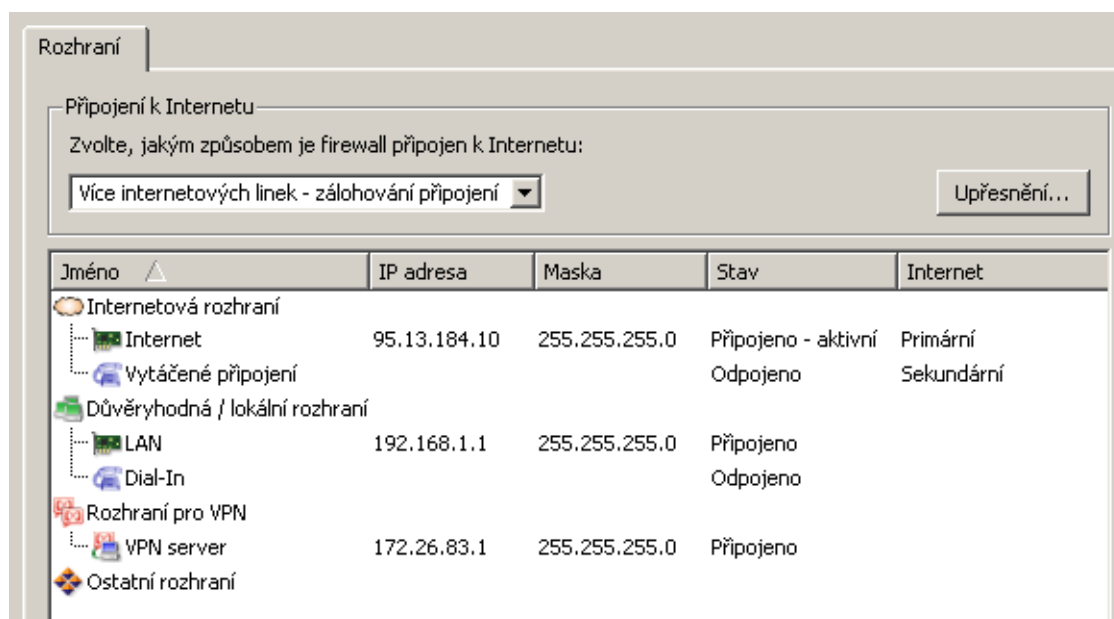 Rozhraní
Připojení k Internetu
Zvolte, jakým způsobem je firewall připojen k Internetu:
Více internetových linek - zálohování připojení
Upřesnění...
Jméno IP adresa Maska Stav Internet
Internetová rozhraní
Internet 95.13.184.10 255.255.255.0 Připojeno - aktivní Primární
Vytáčené připojení Odpojeno Sekundární
Důvěryhodná / lokální rozhraní
LAN 192.168.1.1 255.255.255.0 Připojeno
Dial-In Odpojeno
Rozhraní pro VPN
VPN server 172.26.83.1 255.255.255.0 Připojeno
Ostatní rozhraní